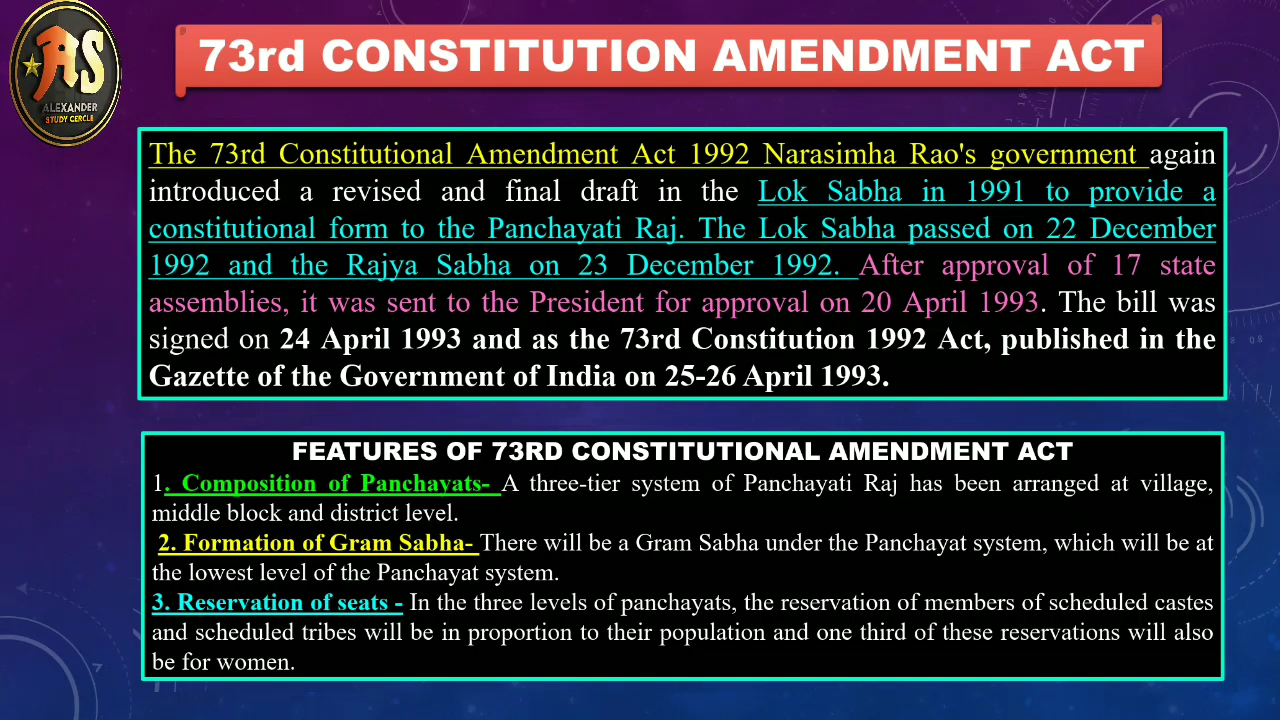 AS
ALEXANDER
STUDY CERCLE
73rd CONSTITUTION AMENDMENT ACT
The 73rd Constitutional Amendment Act 1992 Narasimha Rao's government again
introduced a revised and final draft in the Lok Sabha in 1991 to provide a
constitutional form to the Panchayati Raj. The Lok Sabha passed on 22 December
1992 and the Rajya Sabha on 23 December 1992. After approval of 17 state
assemblies, it was sent to the President for approval on 20 April 1993. The bill was
signed on 24 April 1993 and as the 73rd Constitution 1992 Act, published in the
Gazette of the Government of India on 25-26 April 1993.
FEATURES OF 73RD CONSTITUTIONAL AMENDMENT ACT
1. Composition of Panchayats- A three-tier system of Panchayati Raj has been arranged at village,
middle block and district level.
2. Formation of Gram Sabha- There will be a Gram Sabha under the Panchayat system, which will be at
the lowest level of the Panchayat system.
3. Reservation of seats - In the three levels of panchayats, the reservation of members of scheduled castes
and scheduled tribes will be in proportion to their population and one third of these reservations will also
be for women.